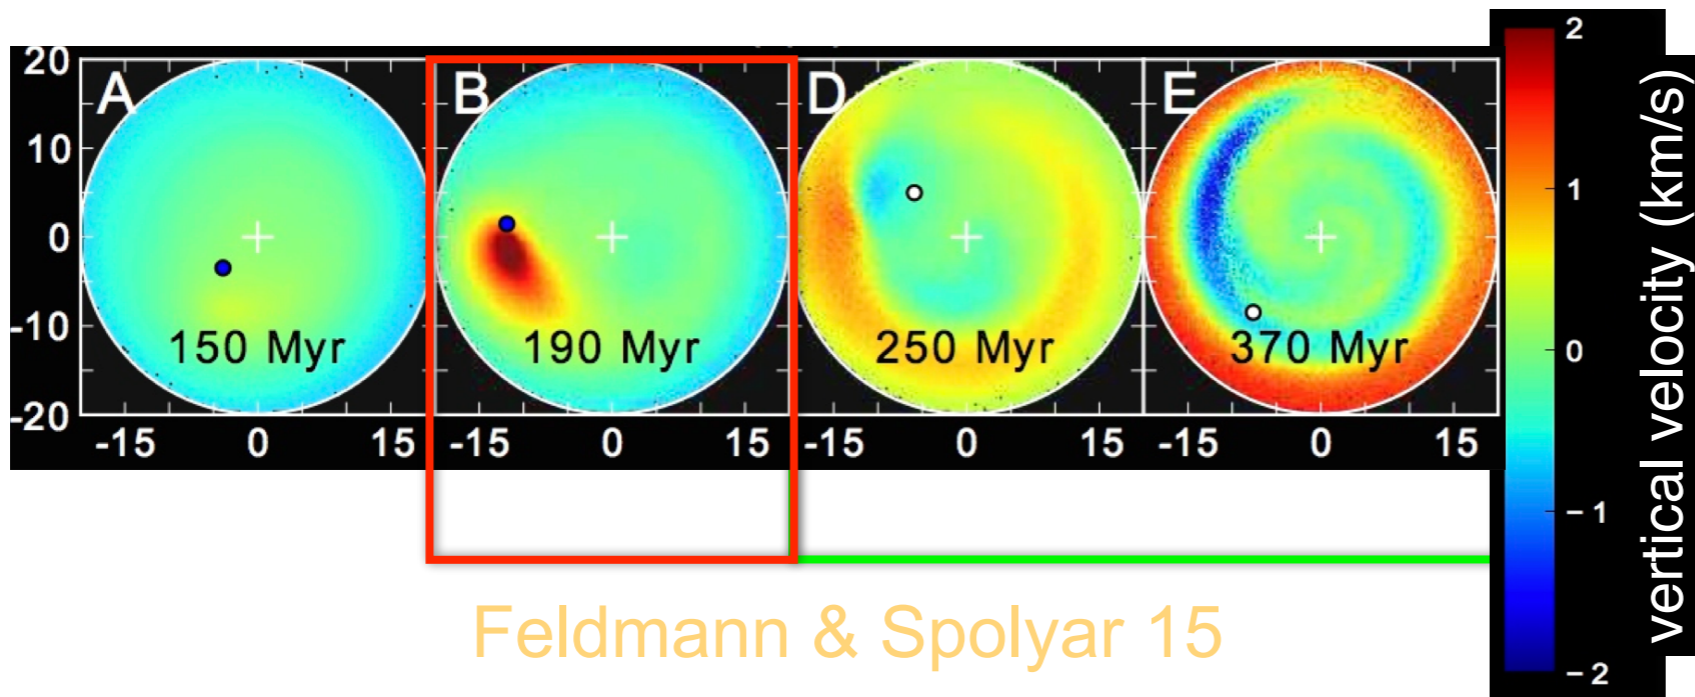 A B D E
20
10
0
-10
-20
150 Myr 190 Myr 250 Myr 370 Myr
-15 0 15 -15 0 15 -15 0 15 -15 0 15
2
1
0
-1
-2
vertical velocity (km/s)
Feldmann & Spolyar 15